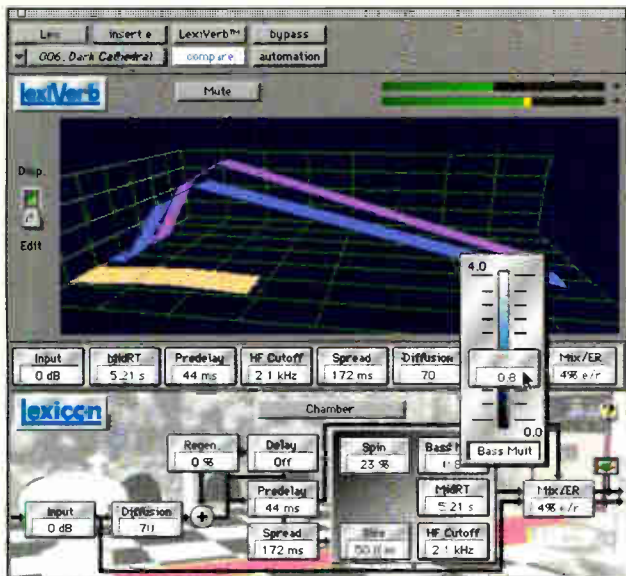 insert e LexiVerb™ bypass
006. Dark Cathedral compare automation
lexiVerb Mute
Disp.
Edit
4.0
0.8
0.0
Bass Mult
Input MidRT Predelay HF Cutoff Spread Diffusion Mix/ER
0 dB 5.21 s 44 ms 2.1 kHz 172 ms 70 4% e/r
lexicon Chamber
Regen. Delay Spin Bass
0 % Off 23 %
Predelay MidRT
44 ms 5.21 s
Input Diffusion + Mix/ER
0 dB 70 4% e/r
Spread HF Cutoff
172 ms 2.1 kHz